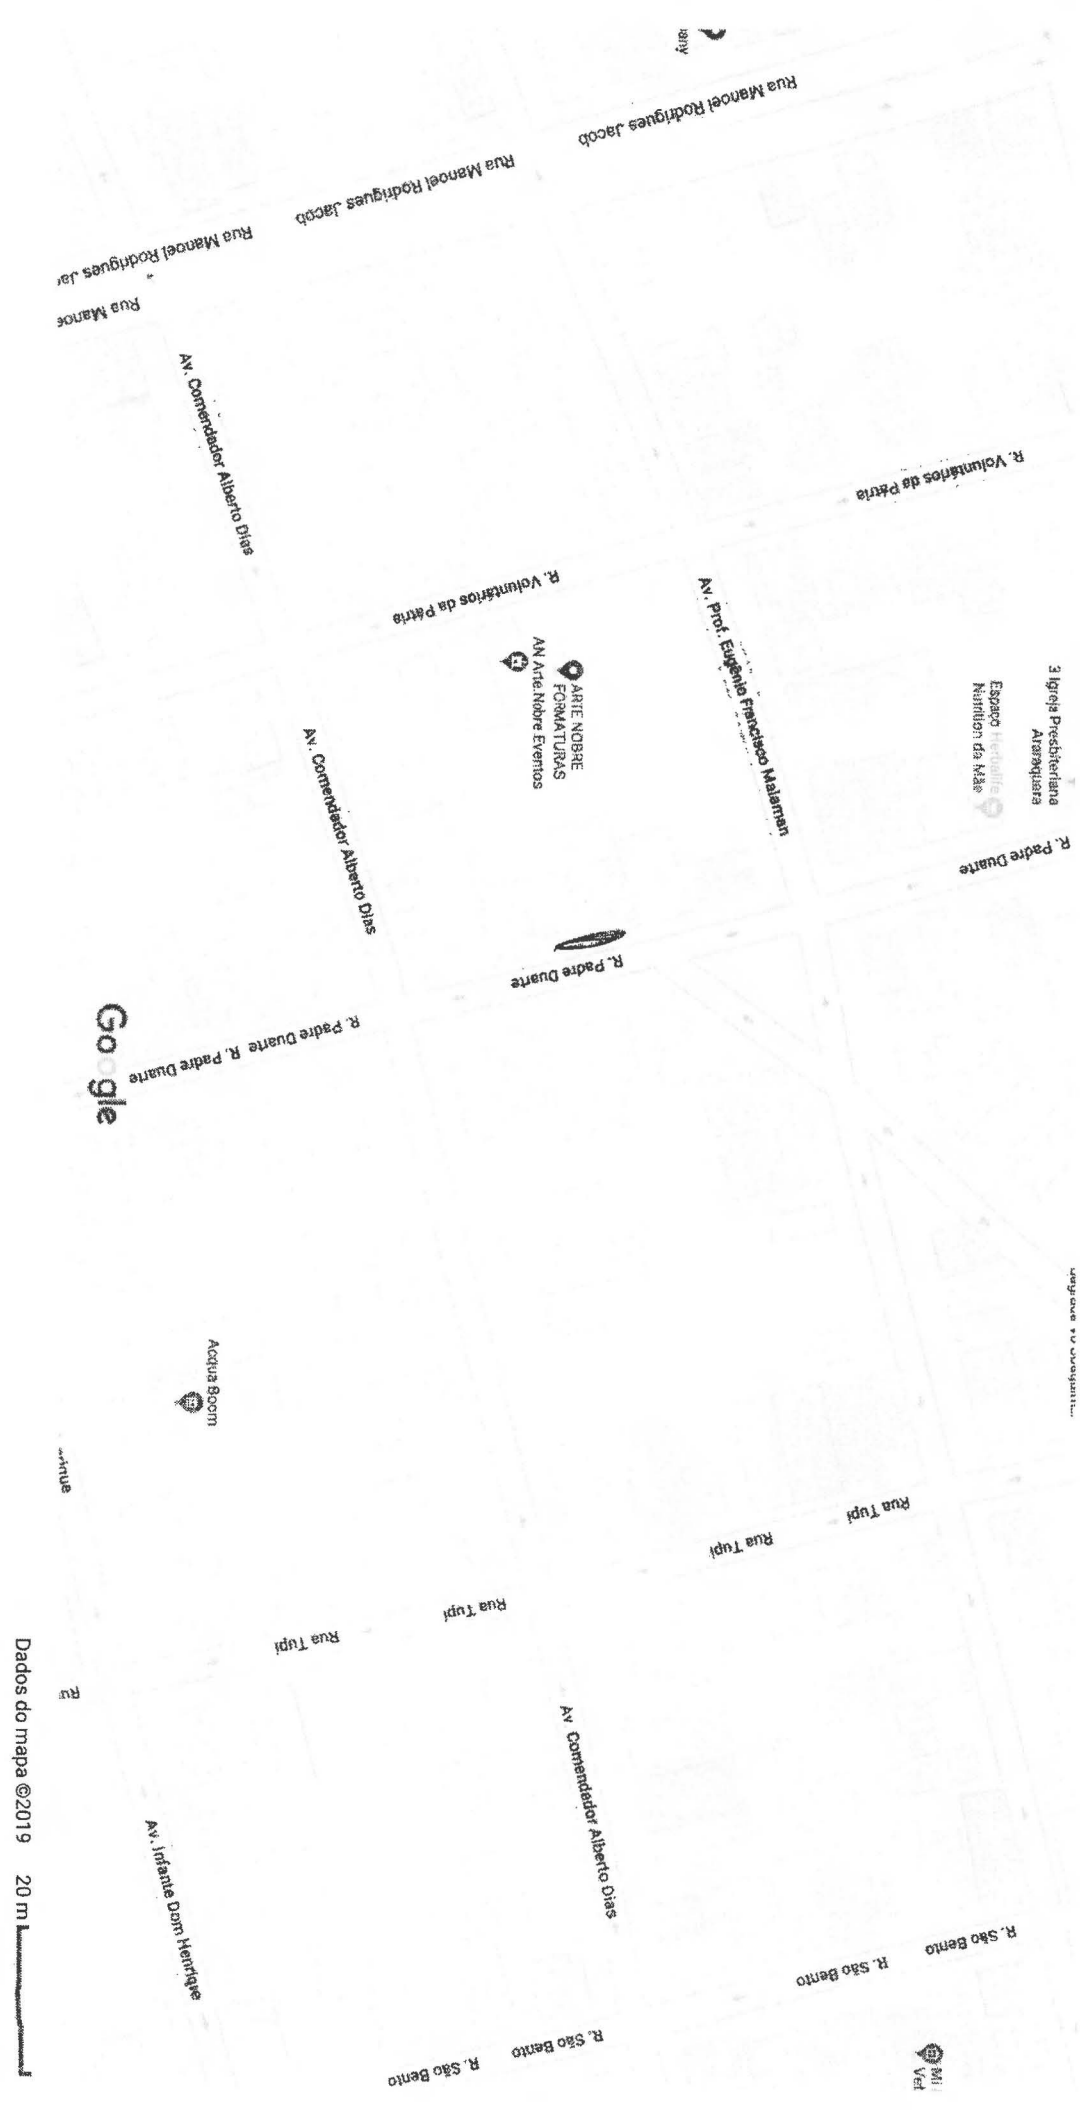 any
Rua Manoel Rodrigues Jacob
Rua Manoel Rodrigues Jacob
Rua Manoel Rodrigues Ja
Rua Manoe
Av. Comendador Alberto Dias
R. Voluntários da Pátria
R. Voluntários da Pátria
AN Arte Nobre Eventos
ARTE NOBRE
FORMATURAS
Av. Prof. Eugênio Francisco Malaman
3 Igreja Presbiteriana
Araraquara
Espaço Herbalife
Nutrition da Mãe
Av. Comendador Alberto Dias
R. Padre Duarte
R. Padre Duarte
R. Padre Duarte
R. Padre Duarte
Google
Acqua Boom
rique
Rua Tupi
Rua Tupi
Rua Tupi
Rua Tupi
Ru
Av. Comendador Alberto Dias
Av. Infante Dom Henrique
R. São Bento
R. São Bento
R. São Bento
R. São Bento
Mi
Vet
Dados do mapa ©2019 20 m